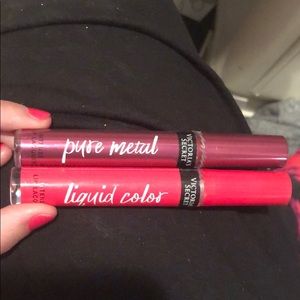 pure metal
VICTORIA'S
SECRET
liquid color
VICTORIA'S
SECRET